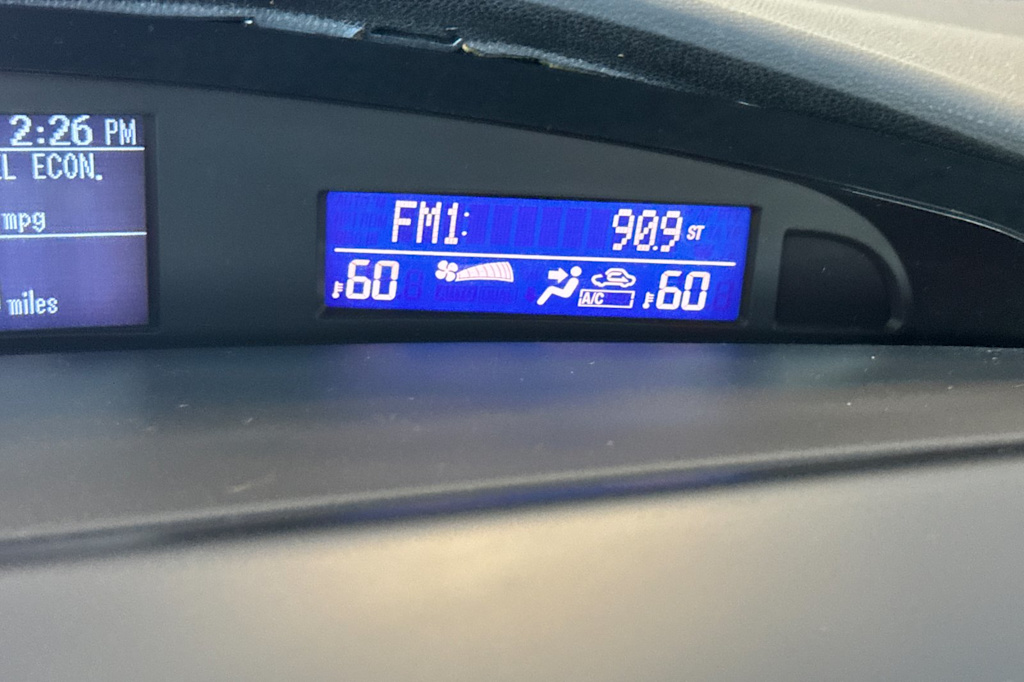 2:26 PM
ECON.
mpg
miles
FM1: 90.9 ST
60 A/C 60